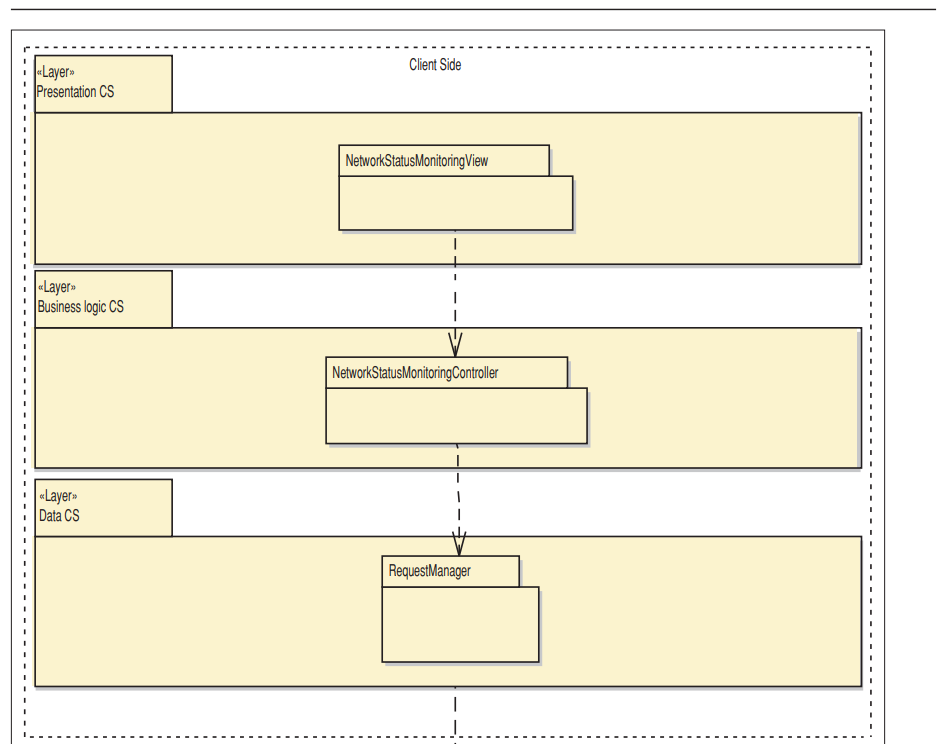 Client Side
«Layer»
Presentation CS
NetworkStatusMonitoringView
«Layer»
Business logic CS
NetworkStatusMonitoringController
«Layer»
Data CS
RequestManager